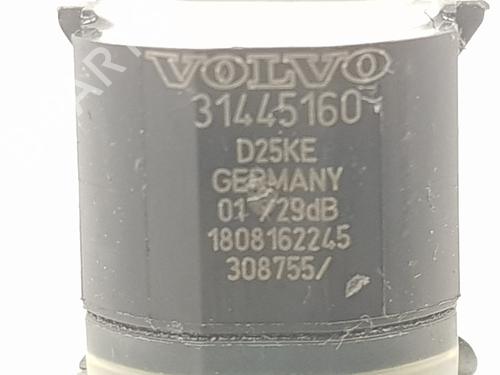 VOLVO
31445160
D25KE
GERMANY
01 /29dB
1808162245
308755/